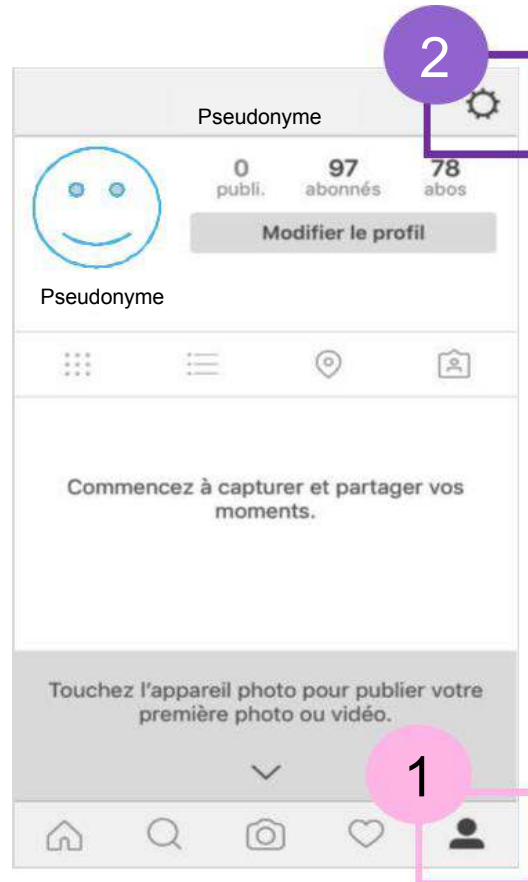 2
Pseudonyme
0 97 78
publi. abonnés abos
Modifier le profil
Pseudonyme
Commencez à capturer et partager vos
moments.
Touchez l'appareil photo pour publier votre
première photo ou vidéo.
1